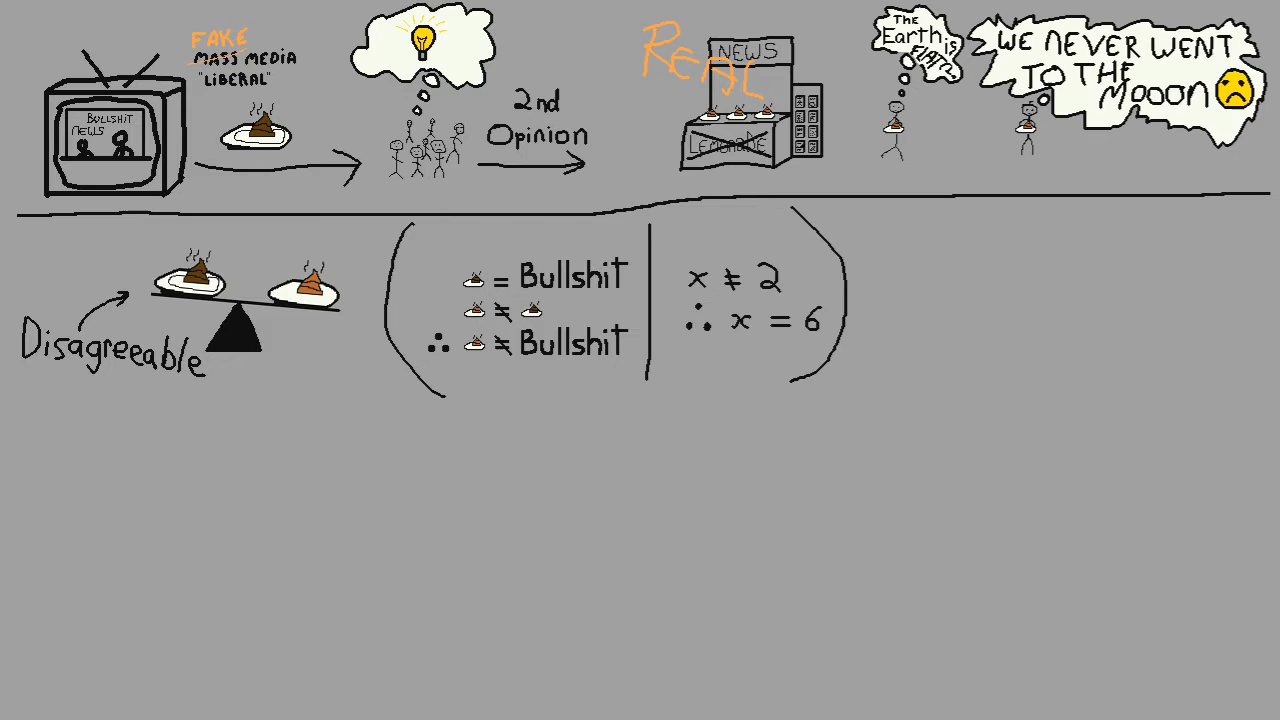 FAKE
MASS MEDIA
"LIBERAL"
BULLSHIT
NEWS
2nd
Opinion
REAL
NEWS
LEMONADE
THE
Earth is
FLAT
WE NEVER WENT
TO THE
MOOON
Disagreeable
= Bullshit
≠
∴ ≠ Bullshit
x ≠ 2
∴ x = 6